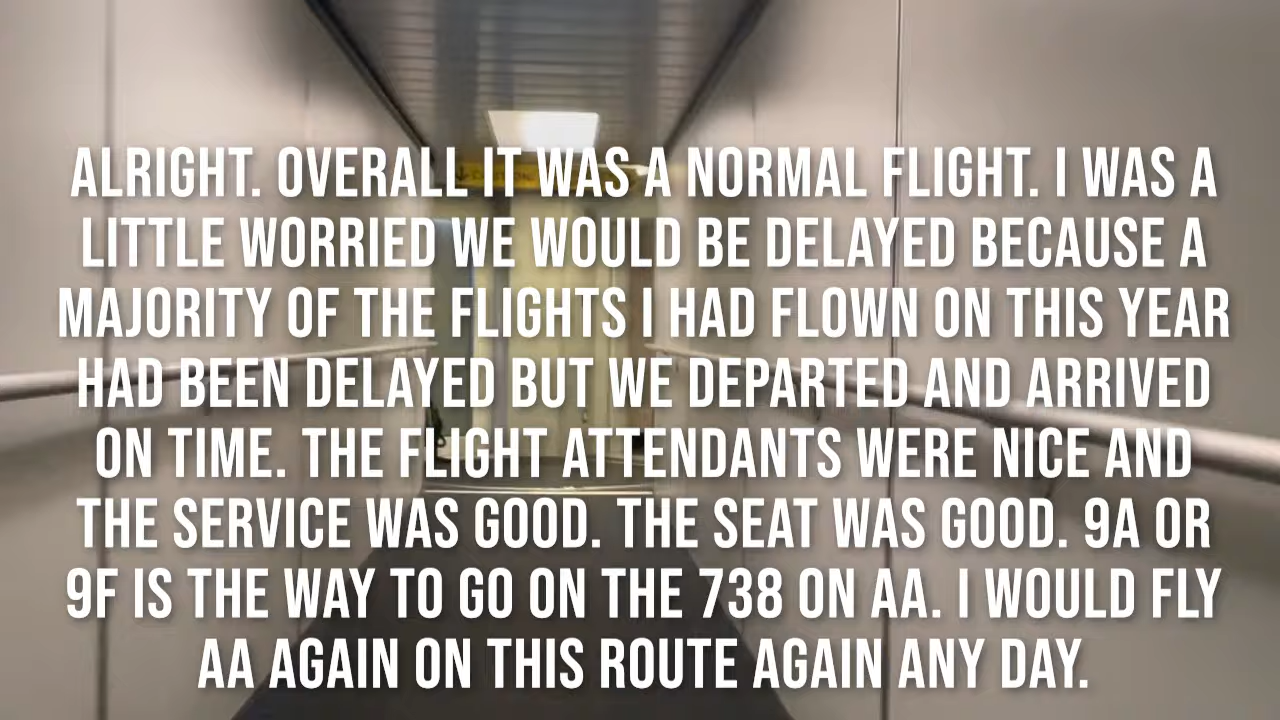 ALRIGHT. OVERALL IT WAS A NORMAL FLIGHT. I WAS A
LITTLE WORRIED WE WOULD BE DELAYED BECAUSE A
MAJORITY OF THE FLIGHTS I HAD FLOWN ON THIS YEAR
HAD BEEN DELAYED BUT WE DEPARTED AND ARRIVED
ON TIME. THE FLIGHT ATTENDANTS WERE NICE AND
THE SERVICE WAS GOOD. THE SEAT WAS GOOD. 9A OR
9F IS THE WAY TO GO ON THE 738 ON AA. I WOULD FLY
AA AGAIN ON THIS ROUTE AGAIN ANY DAY.